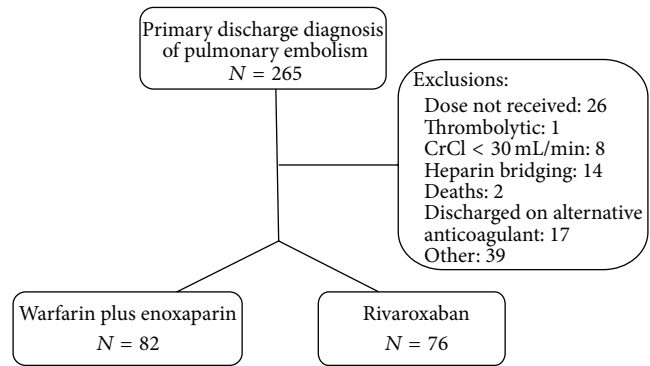 Primary discharge diagnosis
of pulmonary embolism
N = 265
Exclusions:
Dose not received: 26
Thrombolytic: 1
CrCl < 30 mL/min: 8
Heparin bridging: 14
Deaths: 2
Discharged on alternative
anticoagulant: 17
Other: 39
Warfarin plus enoxaparin
N = 82
Rivaroxaban
N = 76